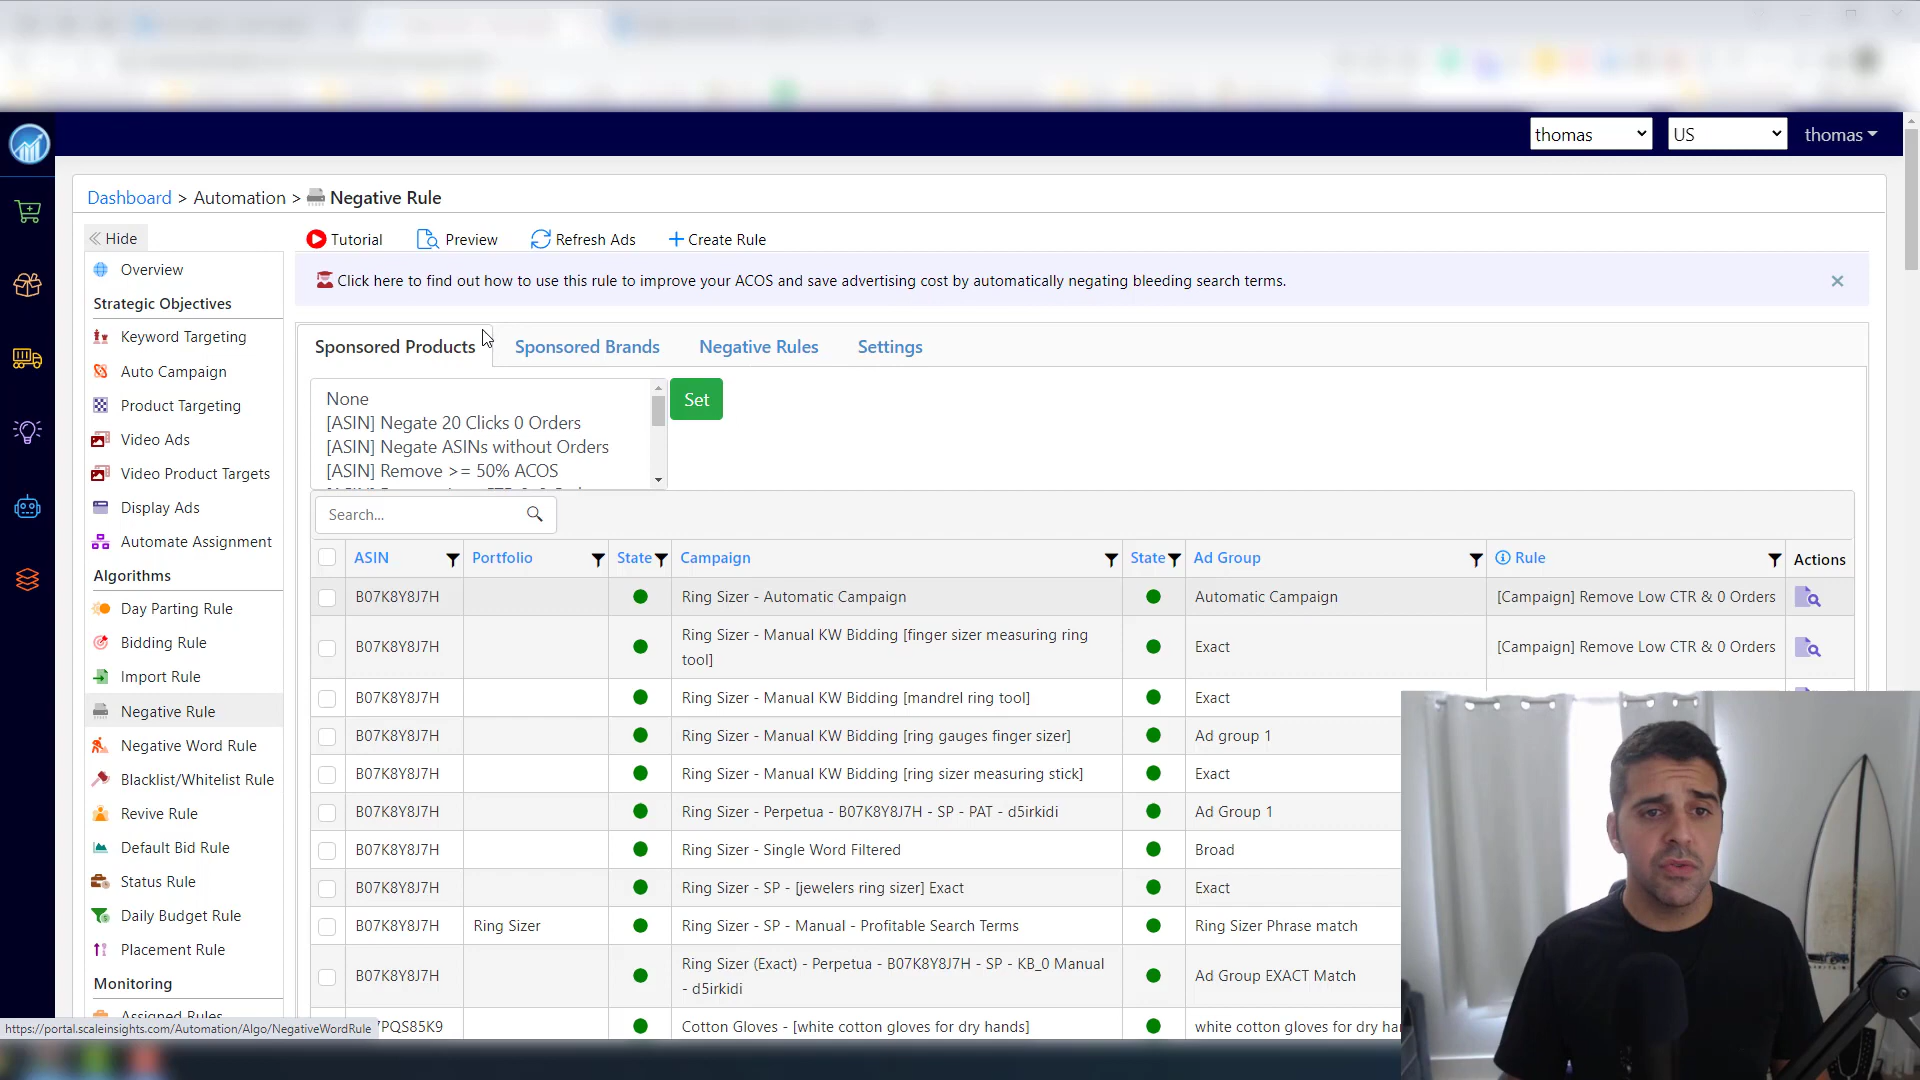 thomas
US
thomas
Dashboard > Automation > Negative Rule
Hide
Tutorial
Preview
Refresh Ads
Create Rule
Click here to find out how to use this rule to improve your ACOS and save advertising cost by automatically negating bleeding search terms.
Overview
Strategic Objectives
Keyword Targeting
Auto Campaign
Product Targeting
Video Ads
Video Product Targets
Display Ads
Automate Assignment
Algorithms
Day Parting Rule
Bidding Rule
Import Rule
Negative Rule
Negative Word Rule
Blacklist/Whitelist Rule
Revive Rule
Default Bid Rule
Status Rule
Daily Budget Rule
Placement Rule
Monitoring
Assigned Rules
https://portal.scaleinsights.com/Automation/Algo/NegativeWordRule
Sponsored Products
Sponsored Brands
Negative Rules
Settings
None
[ASIN] Negate 20 Clicks 0 Orders
[ASIN] Negate ASINs without Orders
[ASIN] Remove >= 50% ACOS
Set
Search...
ASIN Portfolio State Campaign State Ad Group Rule Actions
B07K8Y8J7H Ring Sizer - Automatic Campaign Automatic Campaign [Campaign] Remove Low CTR & 0 Orders
B07K8Y8J7H Ring Sizer - Manual KW Bidding [finger sizer measuring ring
tool] Exact [Campaign] Remove Low CTR & 0 Orders
B07K8Y8J7H Ring Sizer - Manual KW Bidding [mandrel ring tool] Exact
B07K8Y8J7H Ring Sizer - Manual KW Bidding [ring gauges finger sizer] Ad group 1
B07K8Y8J7H Ring Sizer - Manual KW Bidding [ring sizer measuring stick] Exact
B07K8Y8J7H Ring Sizer - Perpetua - B07K8Y8J7H - SP - PAT - d5irkidi Ad Group 1
B07K8Y8J7H Ring Sizer - Single Word Filtered Broad
B07K8Y8J7H Ring Sizer - SP - [jewelers ring sizer] Exact Exact
B07K8Y8J7H Ring Sizer Ring Sizer - SP - Manual - Profitable Search Terms Ring Sizer Phrase match
B07K8Y8J7H Ring Sizer (Exact) - Perpetua - B07K8Y8J7H - SP - KB_0 Manual
- d5irkidi Ad Group EXACT Match
7PQS85K9 Cotton Gloves - [white cotton gloves for dry hands] white cotton gloves for dry